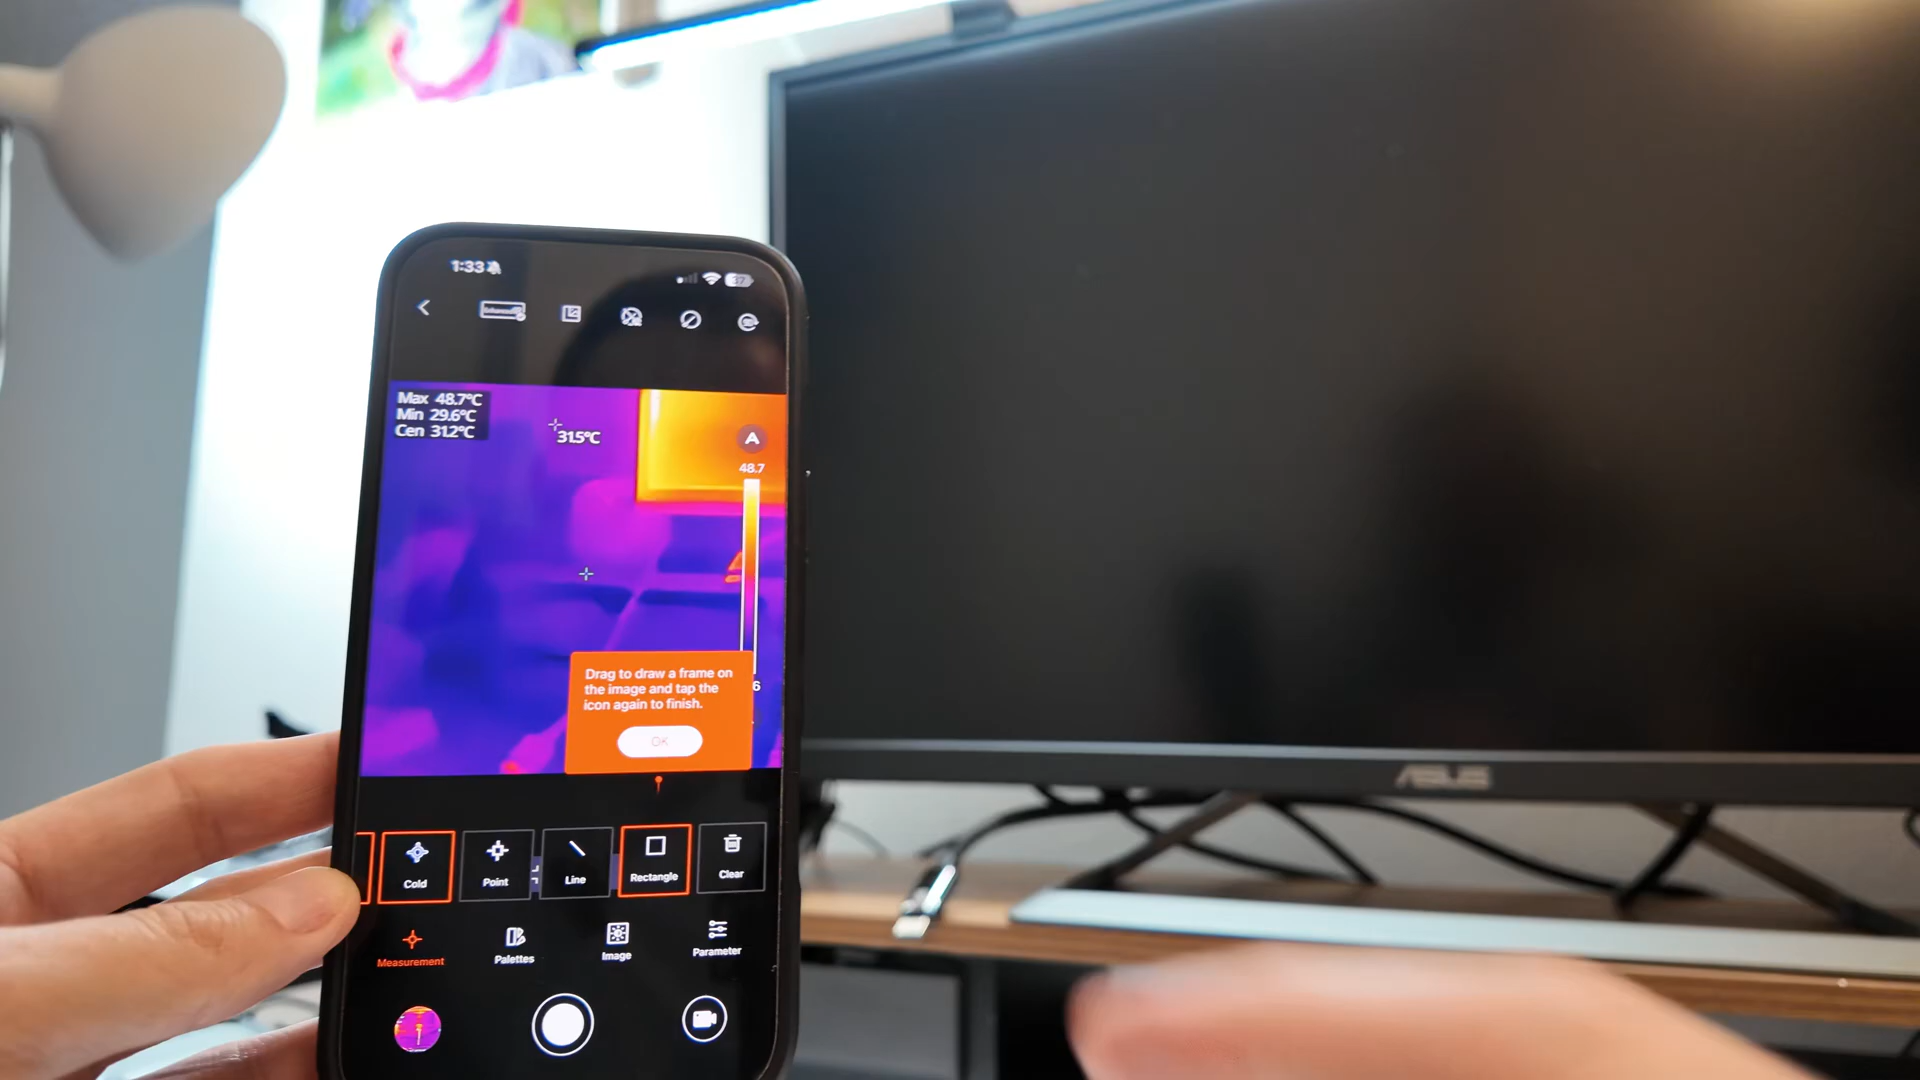 1:33
37
Max 48.7°C
Min 29.6°C
Cen 31.2°C
31.5°C
A
48.7
Drag to draw a frame on
the image and tap the
icon again to finish.
6
OK
Cold
Point
Line
Rectangle
Clear
Measurement
Palettes
Image
Parameter
ASUS